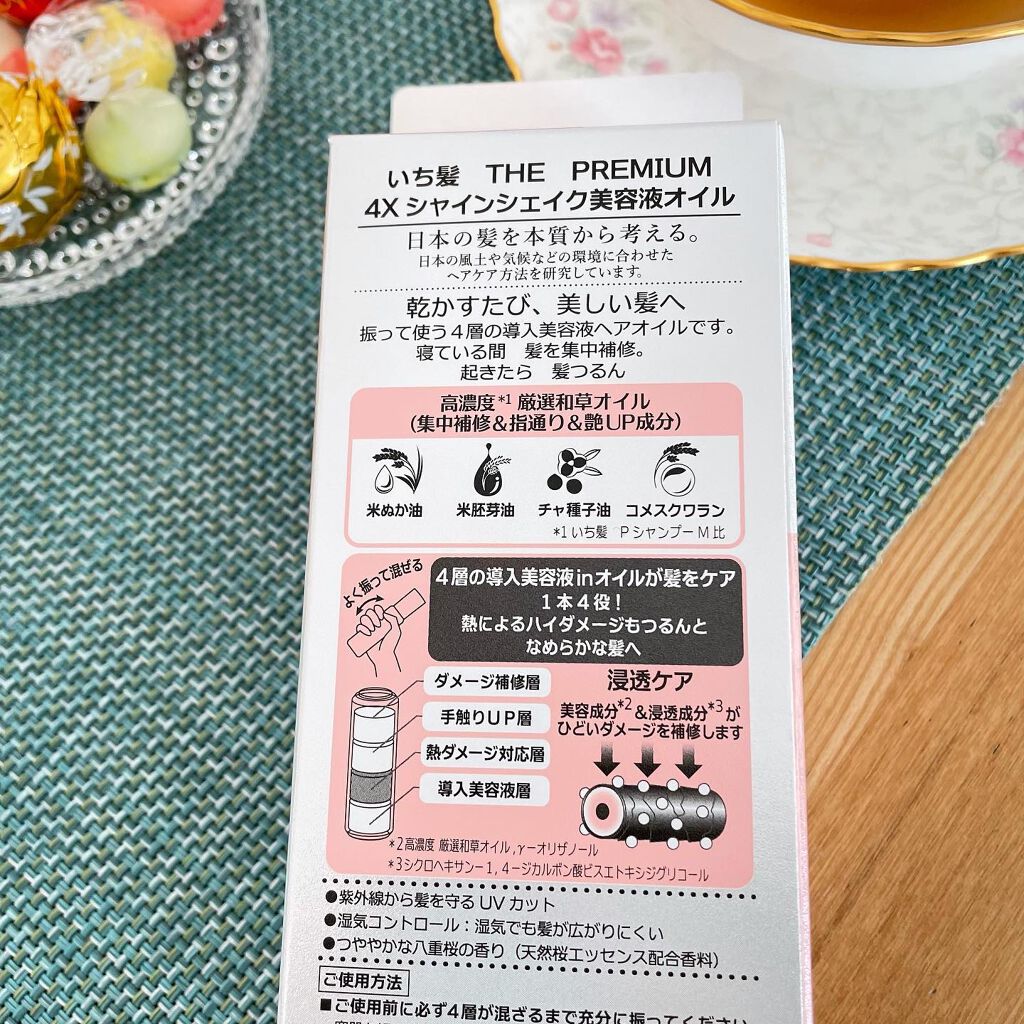 いち髪　THE　PREMIUM
4X シャインシェイク美容液オイル
日本の髪を本質から考える。
日本の風土や気候などの環境に合わせた
ヘアケア方法を研究しています。
乾かすたび、美しい髪へ
振って使う４層の導入美容液ヘアオイルです。
寝ている間　髪を集中補修。
起きたら　髪つるん
高濃度*1 厳選和草オイル
（集中補修＆指通り＆艶UP成分）
米ぬか油　米胚芽油　チャ種子油　コメスクワラン
*1 いち髪　Pシャンプー M 比
よく振って混ぜる
４層の導入美容液inオイルが髪をケア
１本４役！
熱によるハイダメージもつるんと
なめらかな髪へ
ダメージ補修層
手触りＵＰ層
熱ダメージ対応層
導入美容液層
浸透ケア
美容成分*2＆浸透成分*3が
ひどいダメージを補修します
*2高濃度 厳選和草オイル,γーオリザノール
*3シクロヘキサンー1, 4ージカルボン酸ビスエトキシジグリコール
●紫外線から髪を守る UV カット
●湿気コントロール：湿気でも髪が広がりにくい
●つややかな八重桜の香り（天然桜エッセンス配合香料）
ご使用方法
■ご使用前に必ず４層が混ざるまで充分に振ってください